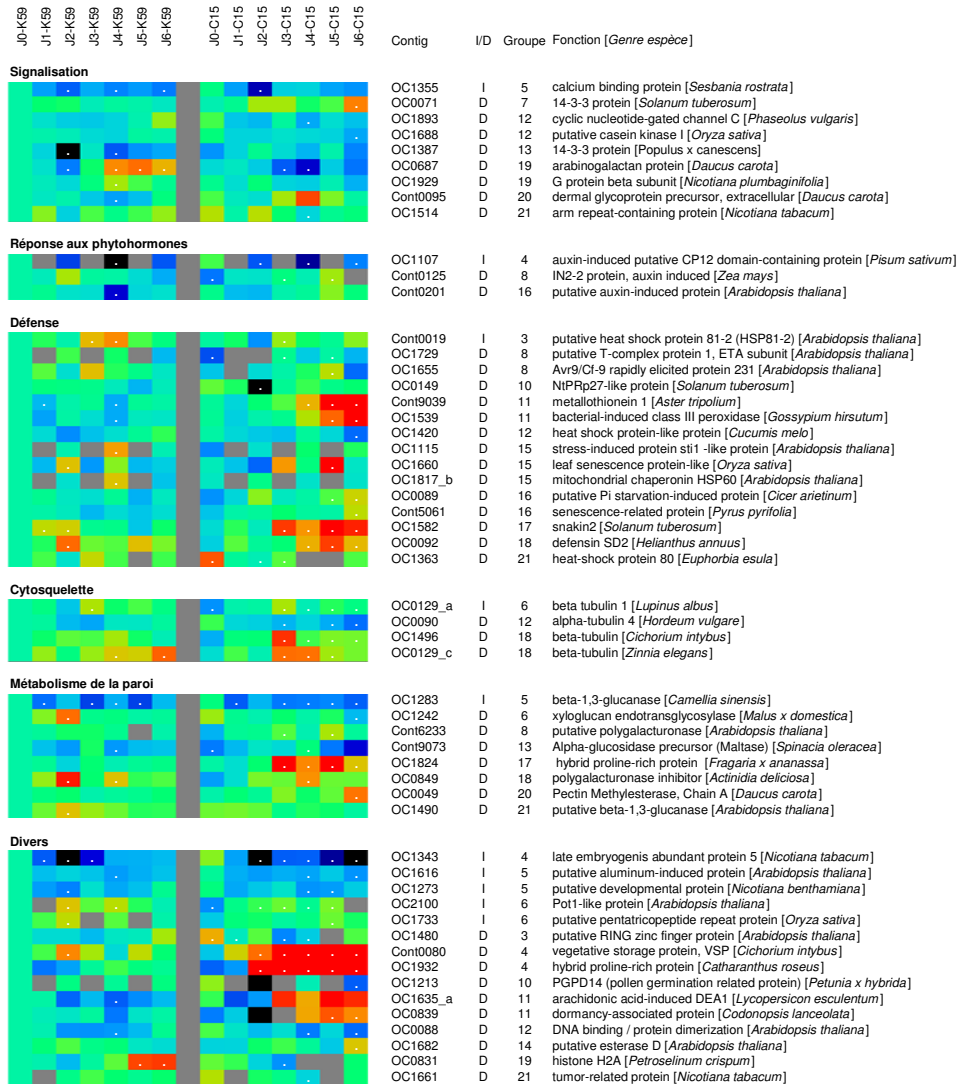 J0-K59 J1-K59 J2-K59 J3-K59 J4-K59 J5-K59 J6-K59 J0-C15 J1-C15 J2-C15 J3-C15 J4-C15 J5-C15 J6-C15
Contig I/D Groupe Fonction [Genre espèce]
Signalisation
OC1355 I 5 calcium binding protein [Sesbania rostrata]
OC0071 D 7 14-3-3 protein [Solanum tuberosum]
OC1893 D 12 cyclic nucleotide-gated channel C [Phaseolus vulgaris]
OC1688 D 12 putative casein kinase I [Oryza sativa]
OC1387 D 13 14-3-3 protein [Populus x canescens]
OC0687 D 19 arabinogalactan protein [Daucus carota]
OC1929 D 19 G protein beta subunit [Nicotiana plumbaginifolia]
Cont0095 D 20 dermal glycoprotein precursor, extracellular [Daucus carota]
OC1514 D 21 arm repeat-containing protein [Nicotiana tabacum]
Réponse aux phytohormones
OC1107 I 4 auxin-induced putative CP12 domain-containing protein [Pisum sativum]
Cont0125 D 8 IN2-2 protein, auxin induced [Zea mays]
Cont0201 D 16 putative auxin-induced protein [Arabidopsis thaliana]
Défense
Cont0019 I 3 putative heat shock protein 81-2 (HSP81-2) [Arabidopsis thaliana]
OC1729 D 8 putative T-complex protein 1, ETA subunit [Arabidopsis thaliana]
OC1655 D 8 Avr9/Cf-9 rapidly elicited protein 231 [Arabidopsis thaliana]
OC0149 D 10 NtPRp27-like protein [Solanum tuberosum]
Cont9039 D 11 metallothionein 1 [Aster tripolium]
OC1539 D 11 bacterial-induced class III peroxidase [Gossypium hirsutum]
OC1420 D 12 heat shock protein-like protein [Cucumis melo]
OC1115 D 15 stress-induced protein sti1 -like protein [Arabidopsis thaliana]
OC1660 D 15 leaf senescence protein-like [Oryza sativa]
OC1817_b D 15 mitochondrial chaperonin HSP60 [Arabidopsis thaliana]
OC0089 D 16 putative Pi starvation-induced protein [Cicer arietinum]
Cont5061 D 16 senescence-related protein [Pyrus pyrifolia]
OC1582 D 17 snakin2 [Solanum tuberosum]
OC0092 D 18 defensin SD2 [Helianthus annuus]
OC1363 D 21 heat-shock protein 80 [Euphorbia esula]
Cytosquelette
OC0129_a I 6 beta tubulin 1 [Lupinus albus]
OC0090 D 12 alpha-tubulin 4 [Hordeum vulgare]
OC1496 D 18 beta-tubulin [Cichorium intybus]
OC0129_c D 18 beta-tubulin [Zinnia elegans]
Métabolisme de la paroi
OC1283 I 5 beta-1,3-glucanase [Camellia sinensis]
OC1242 D 6 xyloglucan endotransglycosylase [Malus x domestica]
Cont6233 D 8 putative polygalacturonase [Arabidopsis thaliana]
Cont9073 D 13 Alpha-glucosidase precursor (Maltase) [Spinacia oleracea]
OC1824 D 17 hybrid proline-rich protein [Fragaria x ananassa]
OC0849 D 18 polygalacturonase inhibitor [Actinidia deliciosa]
OC0049 D 20 Pectin Methylesterase, Chain A [Daucus carota]
OC1490 D 21 putative beta-1,3-glucanase [Arabidopsis thaliana]
Divers
OC1343 I 4 late embryogenis abundant protein 5 [Nicotiana tabacum]
OC1616 I 5 putative aluminum-induced protein [Arabidopsis thaliana]
OC1273 I 5 putative developmental protein [Nicotiana benthamiana]
OC2100 I 6 Pot1-like protein [Arabidopsis thaliana]
OC1733 I 6 putative pentatricopeptide repeat protein [Oryza sativa]
OC1480 D 3 putative RING zinc finger protein [Arabidopsis thaliana]
Cont0080 D 4 vegetative storage protein, VSP [Cichorium intybus]
OC1932 D 4 hybrid proline-rich protein [Catharanthus roseus]
OC1213 D 10 PGPD14 (pollen germination related protein) [Petunia x hybrida]
OC1635_a D 11 arachidonic acid-induced DEA1 [Lycopersicon esculentum]
OC0839 D 11 dormancy-associated protein [Codonopsis lanceolata]
OC0088 D 12 DNA binding / protein dimerization [Arabidopsis thaliana]
OC1682 D 14 putative esterase D [Arabidopsis thaliana]
OC0831 D 19 histone H2A [Petroselinum crispum]
OC1661 D 21 tumor-related protein [Nicotiana tabacum]